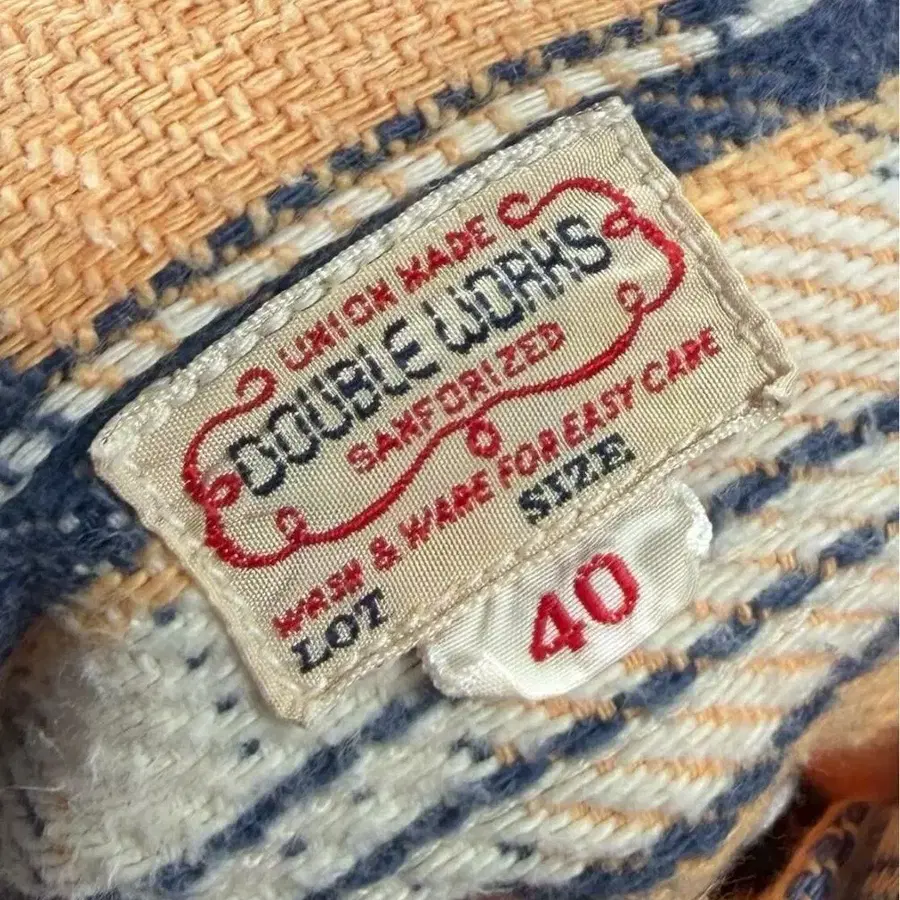 UNION MADE
DOUBLE WORKS
SANFORIZED
WASH & WARE FOR EASY CARE
LOT SIZE
40